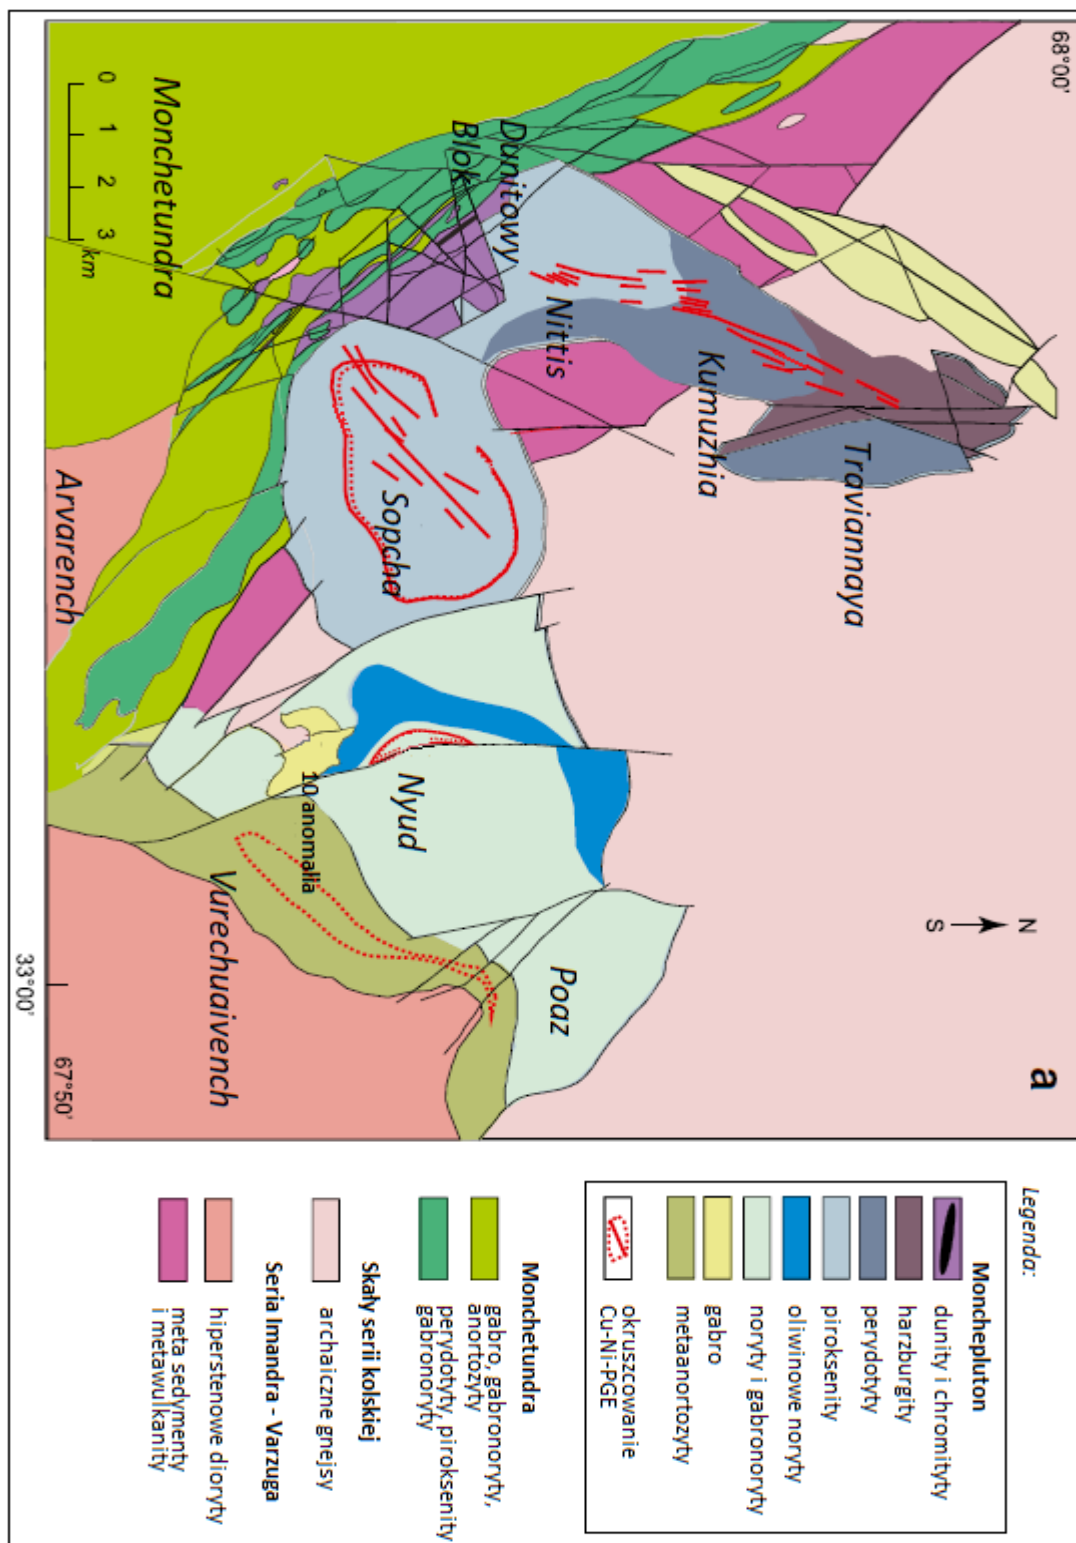 a
68°00'
67°50'
33°00'
N
S
0
1
2
3
km
Monchetundra
Dunitowy
Blok
Nittis
Kumuzhia
Traviannaya
Sopcha
Arvarench
Nyud
10 anomalia
Vurechuaivench
Poaz
Legenda:
Monchepluton
dunity i chromityty
harzburgity
perydotyty
piroksenity
oliwinowe noryty
noryty i gabronoryty
gabro
metaanortozyty
okruszcowanie
Cu-Ni-PGE
Monchetundra
gabro, gabronoryty,
anortozyty
perydotyty, piroksenity
gabronoryty
Skały serii kolskiej
archaiczne gnejsy
Seria Imandra - Varzuga
hiperstenowe dioryty
meta sedymenty
i metawulkanity